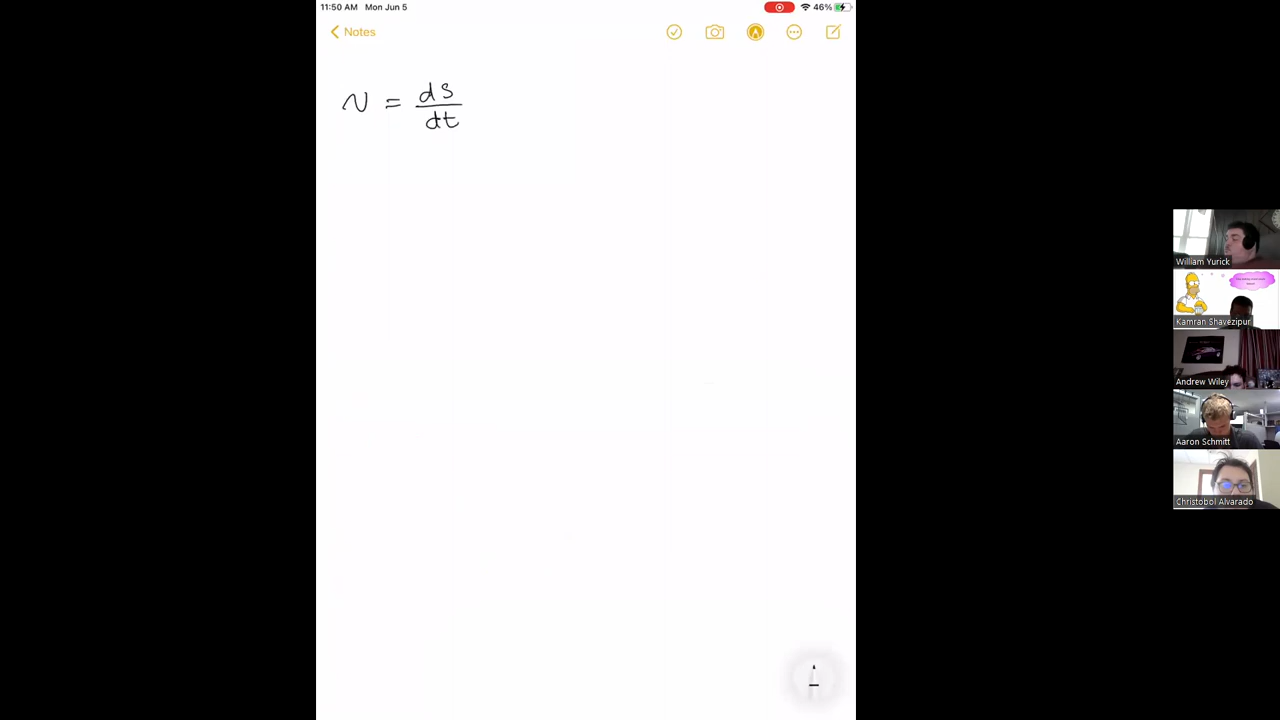 11:50 AM Mon Jun 5
46%
Notes
v = ds/dt
William Yurick
Kamran Shavezipur
Andrew Wiley
Aaron Schmitt
Christobol Alvarado